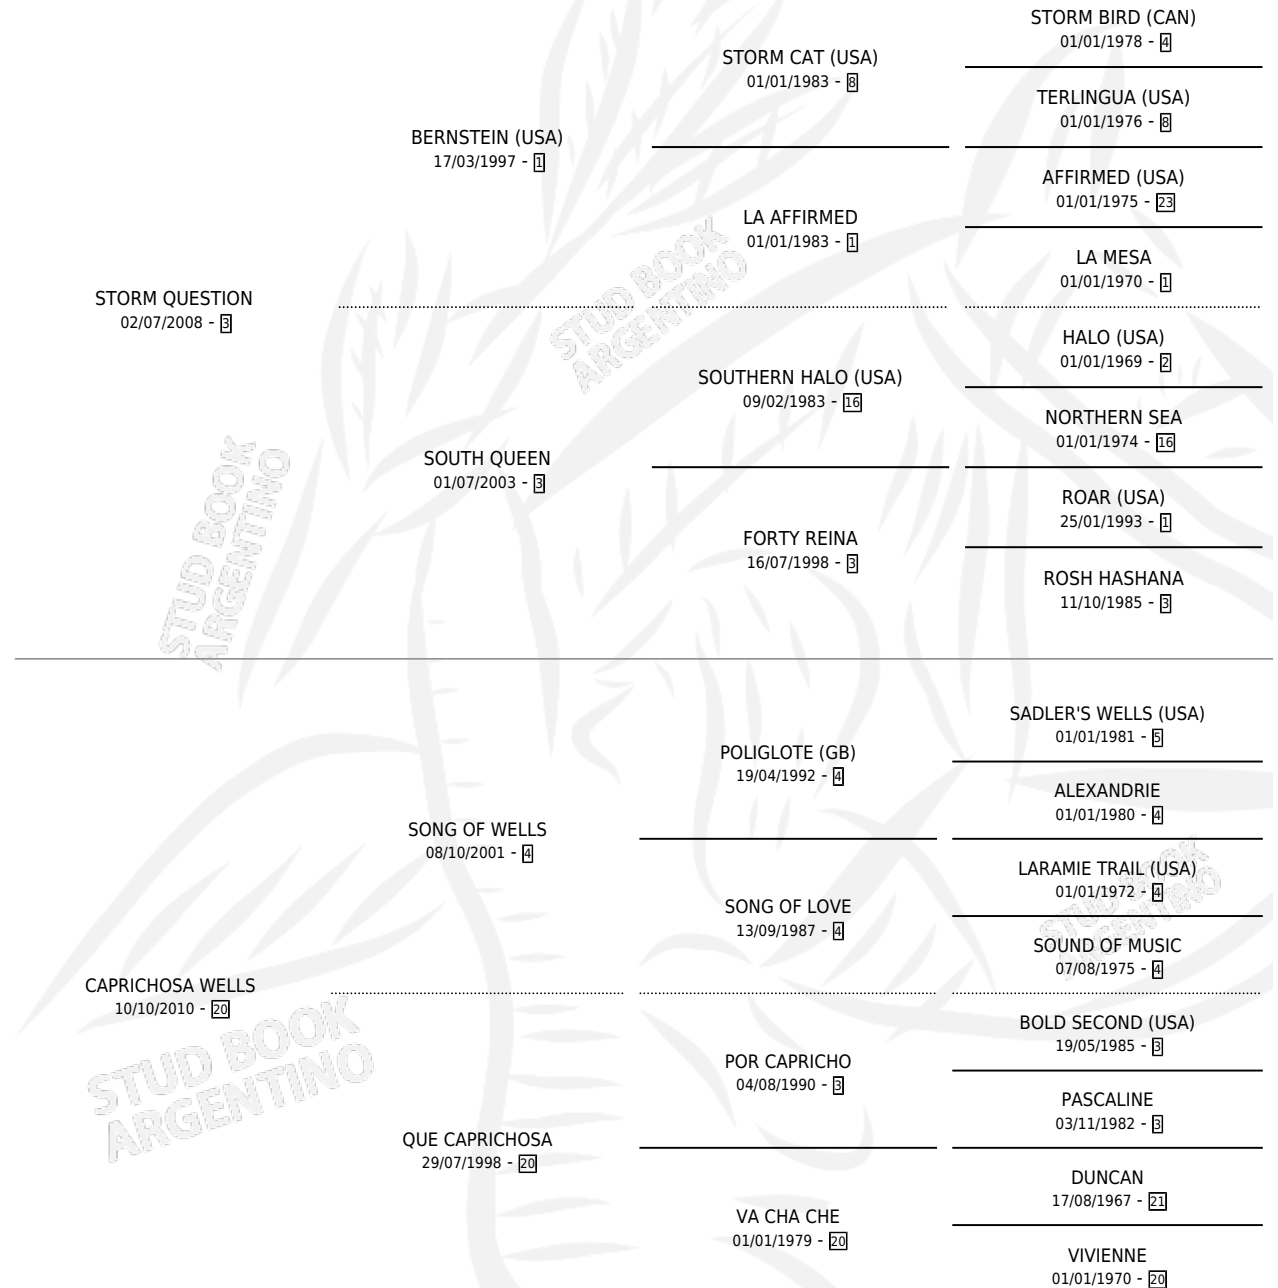 STORM BIRD (CAN)
01/01/1978 - 4
STORM CAT (USA)
01/01/1983 - 8
TERLINGUA (USA)
01/01/1976 - 8
BERNSTEIN (USA)
17/03/1997 - 1
AFFIRMED (USA)
01/01/1975 - 23
LA AFFIRMED
01/01/1983 - 1
LA MESA
01/01/1970 - 1
STORM QUESTION
02/07/2008 - 3
HALO (USA)
01/01/1969 - 2
SOUTHERN HALO (USA)
09/02/1983 - 16
NORTHERN SEA
01/01/1974 - 16
SOUTH QUEEN
01/07/2003 - 3
ROAR (USA)
25/01/1993 - 1
FORTY REINA
16/07/1998 - 3
ROSH HASHANA
11/10/1985 - 3
SADLER'S WELLS (USA)
01/01/1981 - 5
POLIGLOTE (GB)
19/04/1992 - 4
ALEXANDRIE
01/01/1980 - 4
SONG OF WELLS
08/10/2001 - 4
LARAMIE TRAIL (USA)
01/01/1972 - 4
SONG OF LOVE
13/09/1987 - 4
SOUND OF MUSIC
07/08/1975 - 4
CAPRICHOSA WELLS
10/10/2010 - 20
BOLD SECOND (USA)
19/05/1985 - 3
POR CAPRICHO
04/08/1990 - 3
PASCALINE
03/11/1982 - 3
QUE CAPRICHOSA
29/07/1998 - 20
DUNCAN
17/08/1967 - 21
VA CHA CHE
01/01/1979 - 20
VIVIENNE
01/01/1970 - 20
STUD BOOK
ARGENTINO
STUD BOOK
ARGENTINO
STUD BOOK
ARGENTINO
STUD BOOK
ARGENTINO